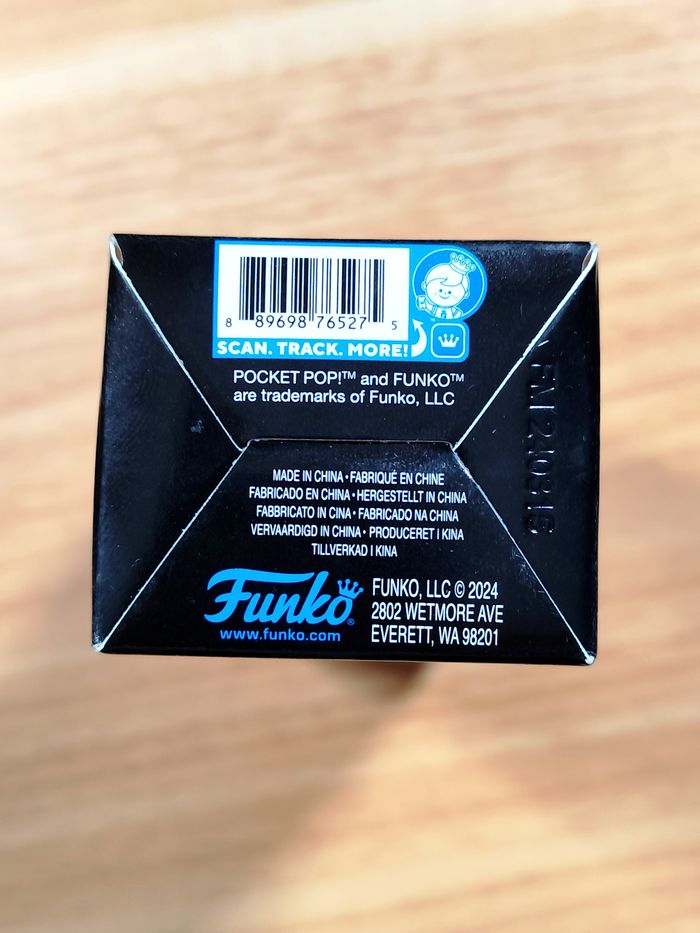 8 89698 76527 5
SCAN. TRACK. MORE!
POCKET POP!™ and FUNKO™
are trademarks of Funko, LLC
MADE IN CHINA • FABRIQUÉ EN CHINE
FABRICADO EN CHINA • HERGESTELLT IN CHINA
FABBRICATO IN CINA • FABRICADO NA CHINA
VERVAARDIGD IN CHINA • PRODUCERET I KINA
TILLVERKAD I KINA
Funko®
www.funko.com
FUNKO, LLC © 2024
2802 WETMORE AVE
EVERETT, WA 98201